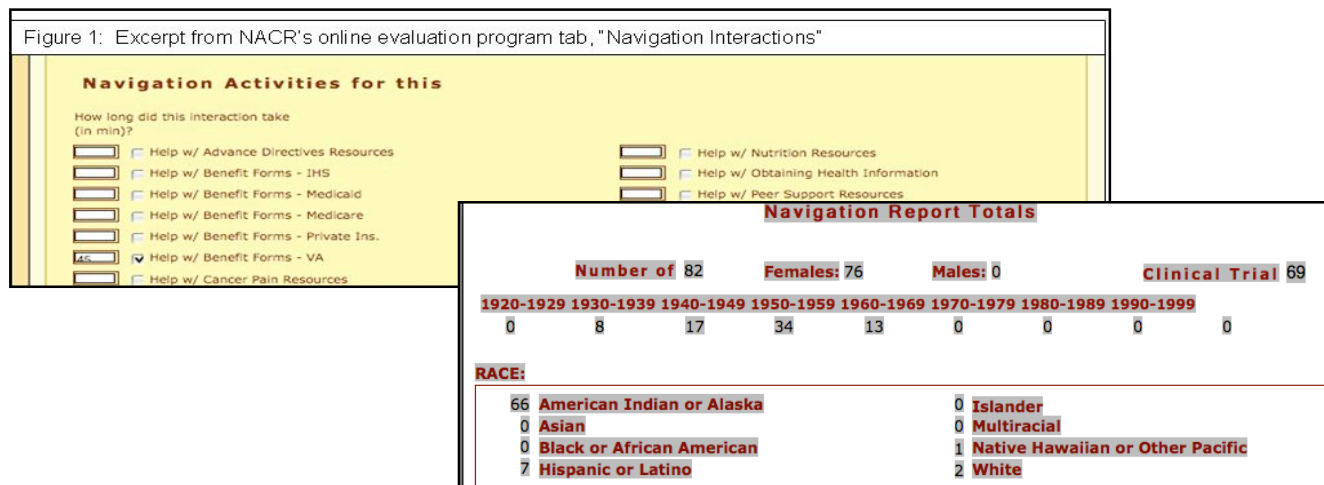 Figure 1: Excerpt from NACR's online evaluation program tab, "Navigation Interactions"
Navigation Activities for this
How long did this interaction take
(in min)?
Help w/ Advance Directives Resources
Help w/ Benefit Forms - IHS
Help w/ Benefit Forms - Medicaid
Help w/ Benefit Forms - Medicare
Help w/ Benefit Forms - Private Ins.
45 Help w/ Benefit Forms - VA
Help w/ Cancer Pain Resources
Help w/ Nutrition Resources
Help w/ Obtaining Health Information
Help w/ Peer Support Resources
Navigation Report Totals
Number of 82 Females: 76 Males: 0 Clinical Trial 69
1920-1929 1930-1939 1940-1949 1950-1959 1960-1969 1970-1979 1980-1989 1990-1999
0 8 17 34 13 0 0 0 0
RACE:
66 American Indian or Alaska
0 Asian
0 Black or African American
7 Hispanic or Latino
0 Islander
0 Multiracial
1 Native Hawaiian or Other Pacific
2 White